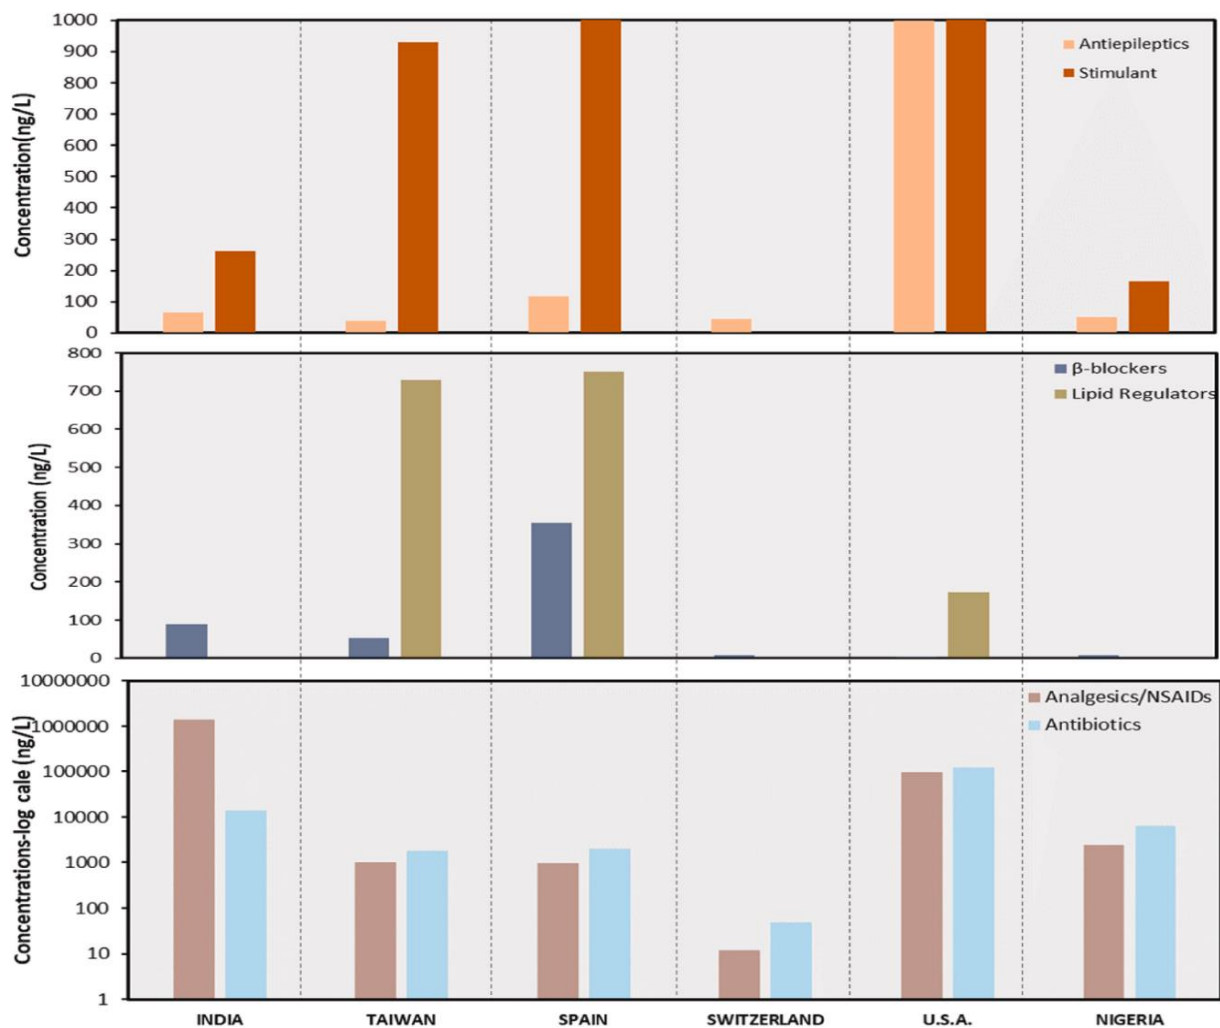 Concentration(ng/L)
1000
900
800
700
600
500
400
300
200
100
0
Antiepileptics
Stimulant
Concentration (ng/L)
800
700
600
500
400
300
200
100
0
β-blockers
Lipid Regulators
Concentrations-log cale (ng/L)
10000000
1000000
100000
10000
1000
100
10
1
Analgesics/NSAIDs
Antibiotics
INDIA TAIWAN SPAIN SWITZERLAND U.S.A. NIGERIA